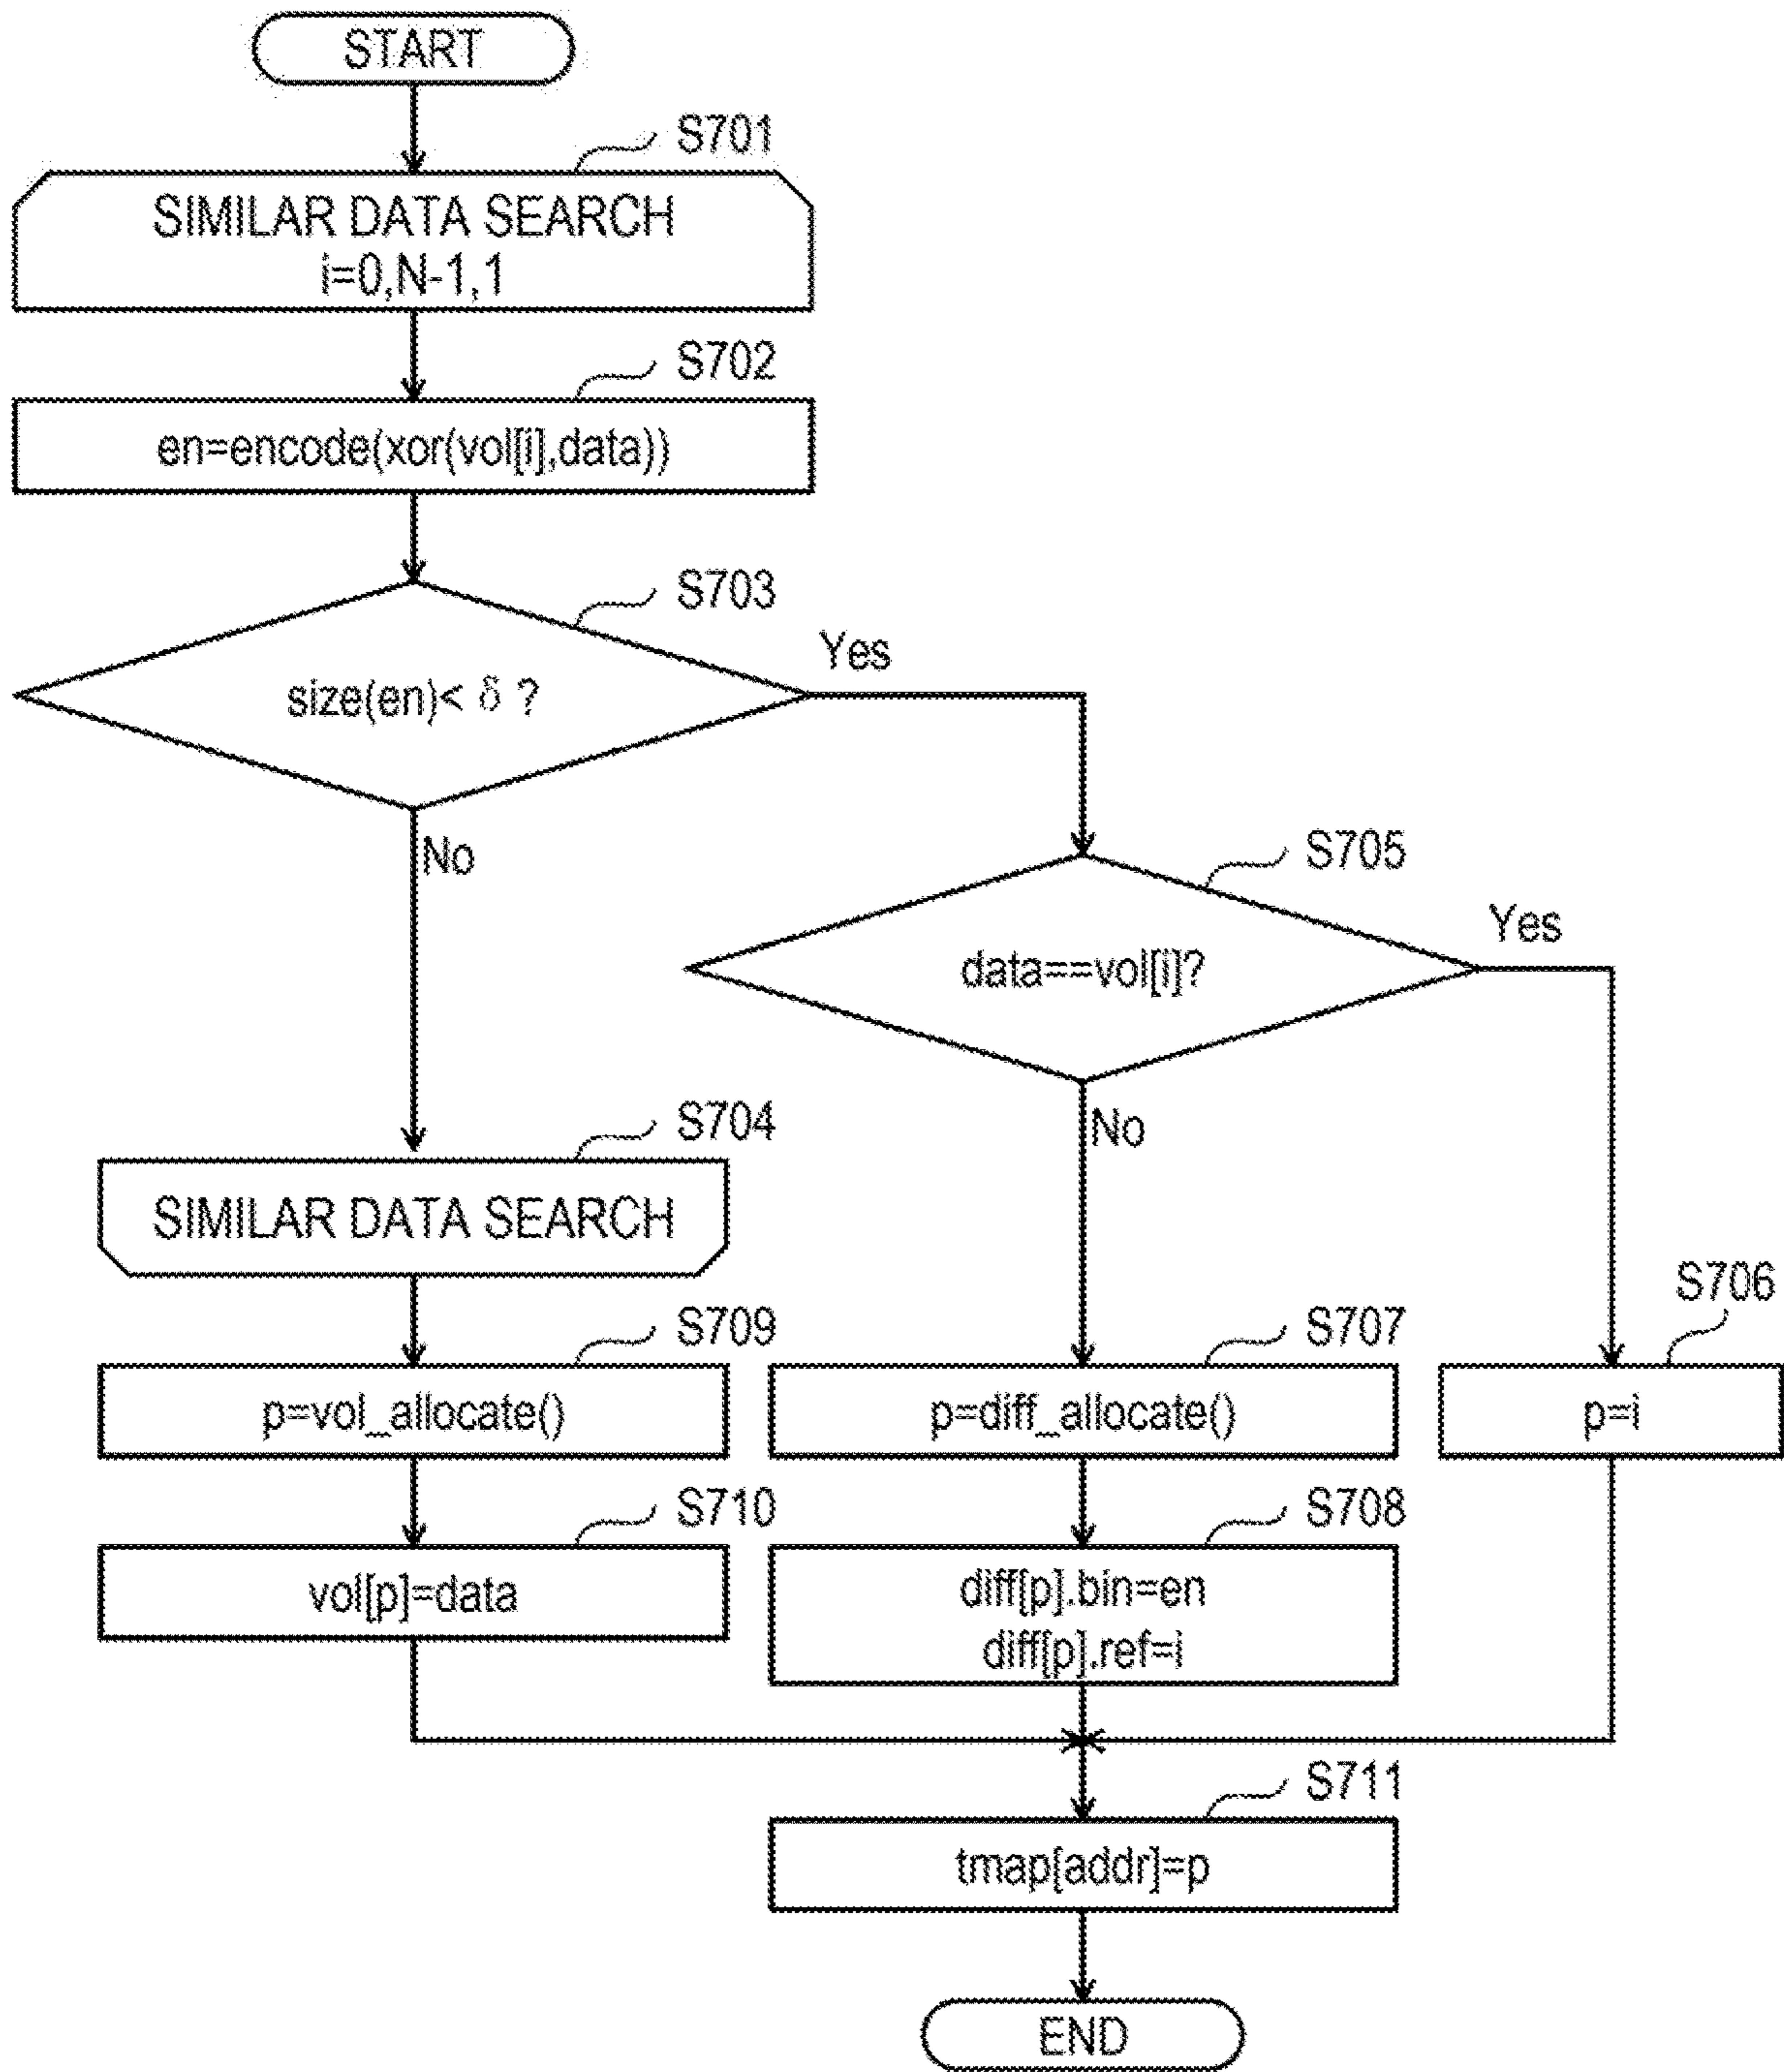 START
S701
SIMILAR DATA SEARCH
i=0,N-1,1
S702
en=encode(xor(vol[i],data))
S703
size(en)< δ ?
Yes
No
S705
data==vol[i]?
Yes
No
S704
SIMILAR DATA SEARCH
S709
p=vol_allocate()
S707
p=diff_allocate()
S706
p=i
S710
vol[p]=data
S708
diff[p].bin=en
diff[p].ref=i
S711
tmap[addr]=p
END